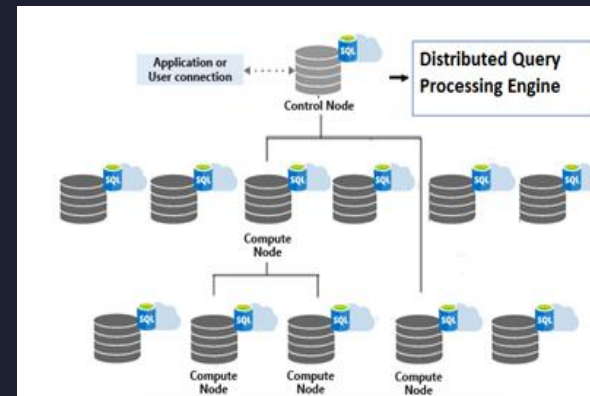 SQL
Application or
User connection
Distributed Query
Processing Engine
Control Node
SQL
SQL
SQL
SQL
SQL
SQL
Compute
Node
SQL
SQL
SQL
SQL
SQL
Compute
Node
Compute
Node
Compute
Node